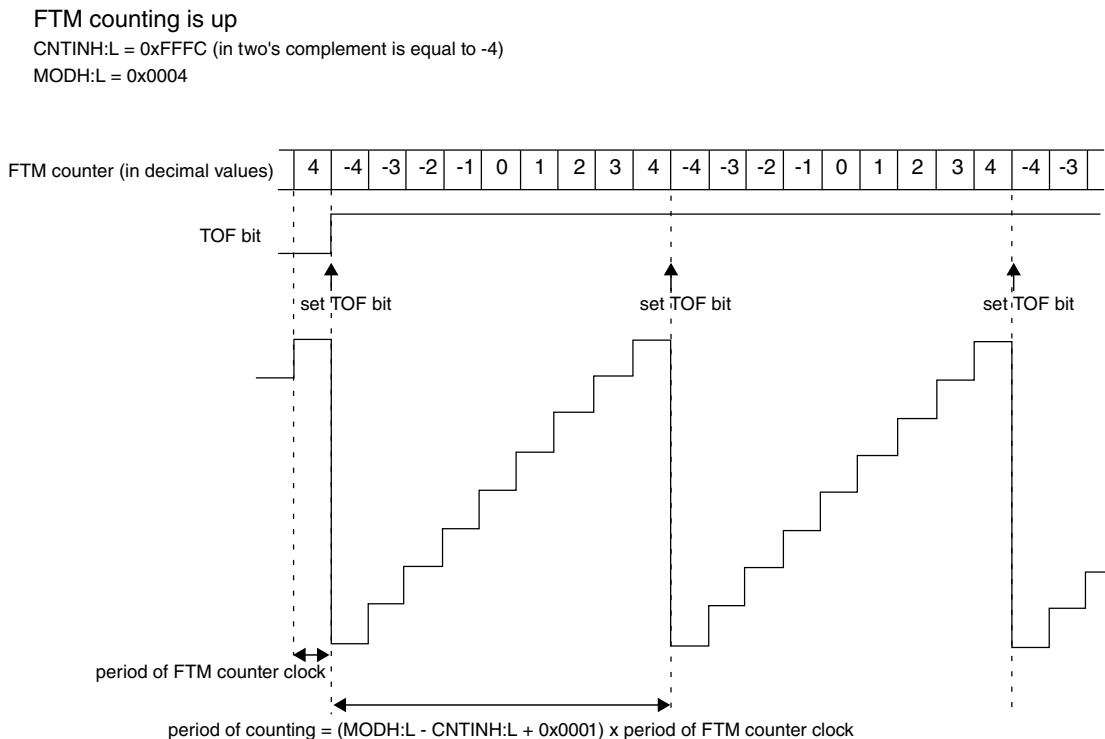 FTM counting is up
CNTINH:L = 0xFFFC (in two's complement is equal to -4)
MODH:L = 0x0004
FTM counter (in decimal values) 4 -4 -3 -2 -1 0 1 2 3 4 -4 -3 -2 -1 0 1 2 3 4 -4 -3
TOF bit
set TOF bit set TOF bit set TOF bit
period of FTM counter clock
period of counting = (MODH:L - CNTINH:L + 0x0001) x period of FTM counter clock